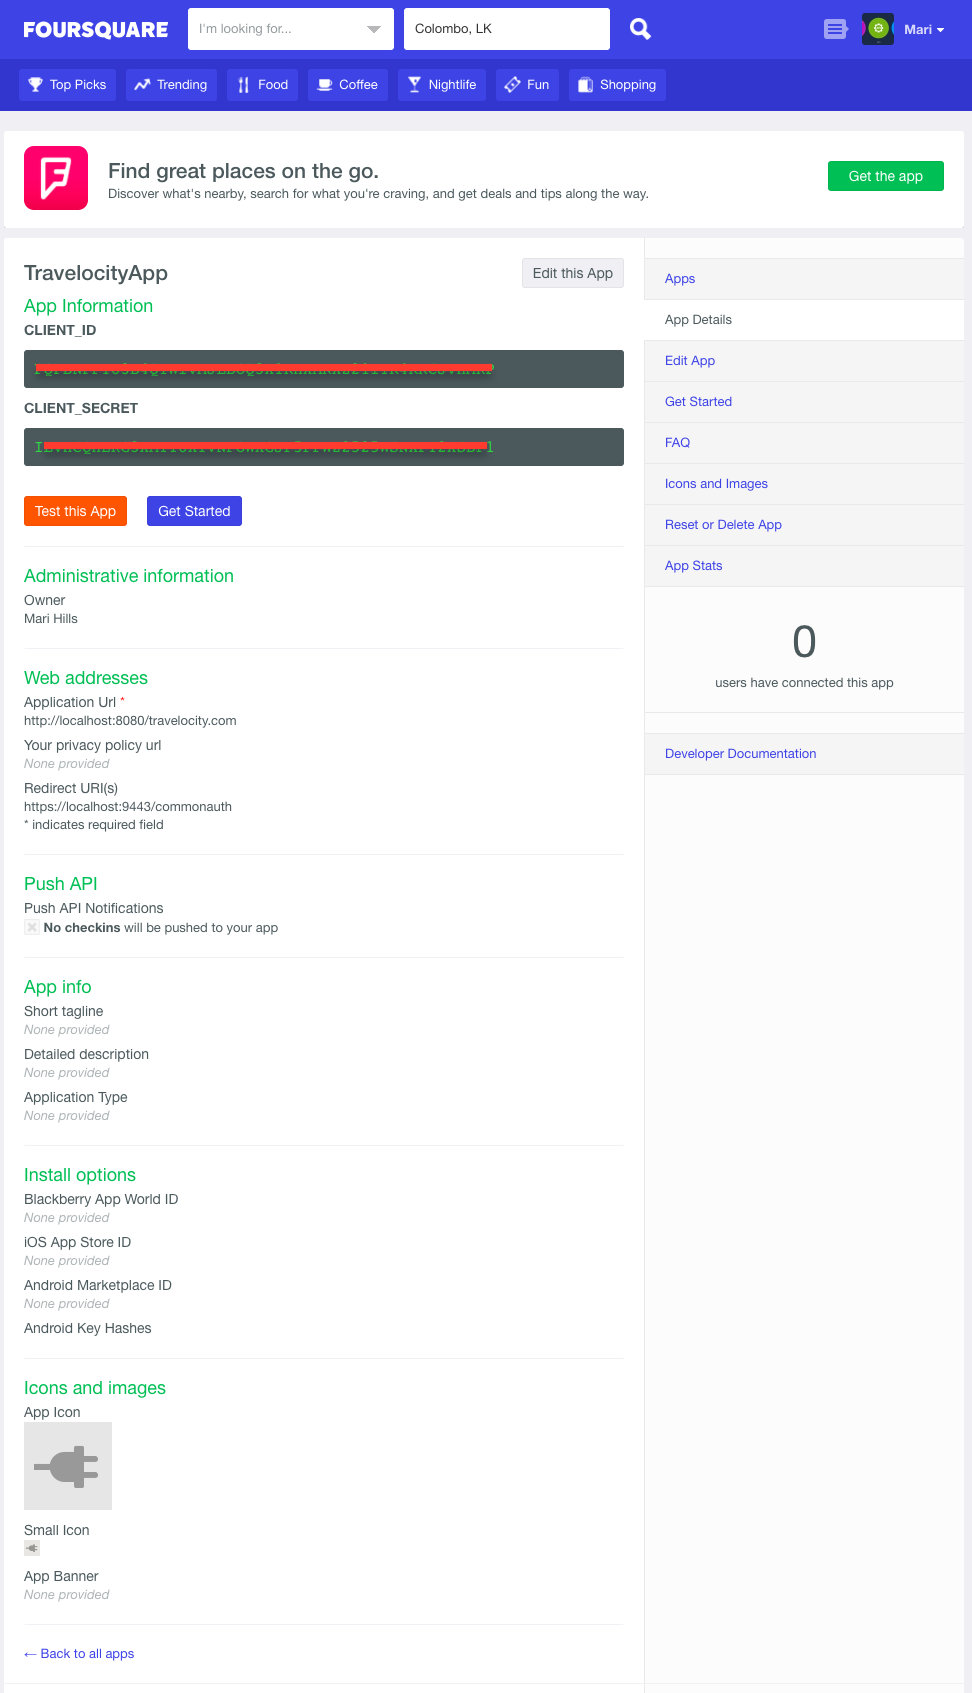 FOURSQUARE
I'm looking for...
Colombo, LK
Mari
Top Picks
Trending
Food
Coffee
Nightlife
Fun
Shopping
Find great places on the go.
Discover what's nearby, search for what you're craving, and get deals and tips along the way.
Get the app
TravelocityApp
Edit this App
App Information
CLIENT_ID
CLIENT_SECRET
Test this App
Get Started
Administrative information
Owner
Mari Hills
Web addresses
Application Url *
http://localhost:8080/travelocity.com
Your privacy policy url
None provided
Redirect URI(s)
https://localhost:9443/commonauth
* indicates required field
Push API
Push API Notifications
No checkins will be pushed to your app
App info
Short tagline
None provided
Detailed description
None provided
Application Type
None provided
Install options
Blackberry App World ID
None provided
iOS App Store ID
None provided
Android Marketplace ID
None provided
Android Key Hashes
Icons and images
App Icon
Small Icon
App Banner
None provided
← Back to all apps
Apps
App Details
Edit App
Get Started
FAQ
Icons and Images
Reset or Delete App
App Stats
0
users have connected this app
Developer Documentation